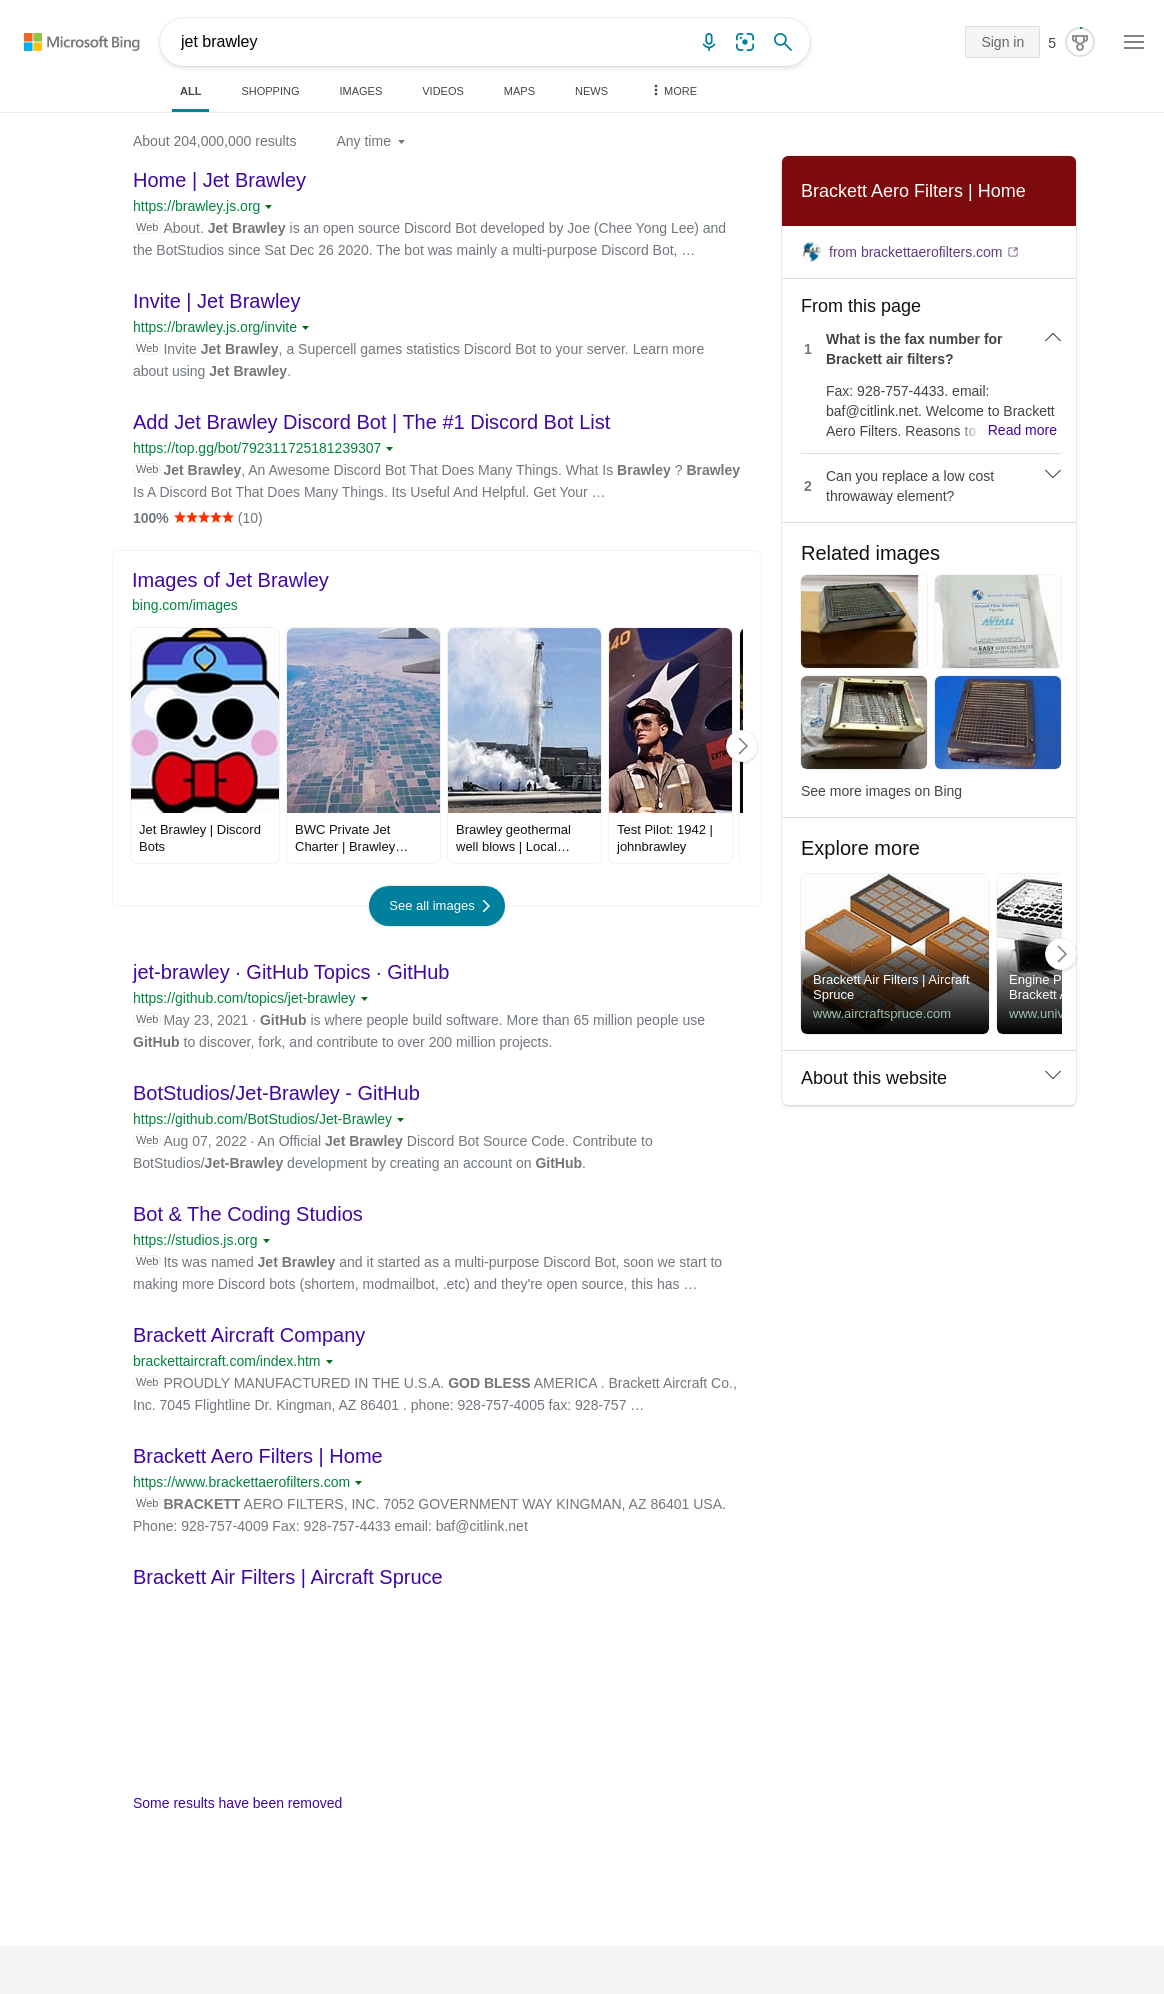 Microsoft Bing
jet brawley
Sign in
5
ALL
SHOPPING
IMAGES
VIDEOS
MAPS
NEWS
MORE
About 204,000,000 results
Any time
Home | Jet Brawley
https://brawley.js.org
Web About. Jet Brawley is an open source Discord Bot developed by Joe (Chee Yong Lee) and
the BotStudios since Sat Dec 26 2020. The bot was mainly a multi-purpose Discord Bot, …
Invite | Jet Brawley
https://brawley.js.org/invite
Web Invite Jet Brawley, a Supercell games statistics Discord Bot to your server. Learn more
about using Jet Brawley.
Add Jet Brawley Discord Bot | The #1 Discord Bot List
https://top.gg/bot/792311725181239307
Web Jet Brawley, An Awesome Discord Bot That Does Many Things. What Is Brawley ? Brawley
Is A Discord Bot That Does Many Things. Its Useful And Helpful. Get Your …
100% (10)
Images of Jet Brawley
bing.com/images
40
EXTIN
Jet Brawley | Discord
Bots
BWC Private Jet
Charter | Brawley…
Brawley geothermal
well blows | Local…
Test Pilot: 1942 |
johnbrawley
See all images
jet-brawley · GitHub Topics · GitHub
https://github.com/topics/jet-brawley
Web May 23, 2021 · GitHub is where people build software. More than 65 million people use
GitHub to discover, fork, and contribute to over 200 million projects.
BotStudios/Jet-Brawley - GitHub
https://github.com/BotStudios/Jet-Brawley
Web Aug 07, 2022 · An Official Jet Brawley Discord Bot Source Code. Contribute to
BotStudios/Jet-Brawley development by creating an account on GitHub.
Bot & The Coding Studios
https://studios.js.org
Web Its was named Jet Brawley and it started as a multi-purpose Discord Bot, soon we start to
making more Discord bots (shortem, modmailbot, .etc) and they're open source, this has …
Brackett Aircraft Company
brackettaircraft.com/index.htm
Web PROUDLY MANUFACTURED IN THE U.S.A. GOD BLESS AMERICA . Brackett Aircraft Co.,
Inc. 7045 Flightline Dr. Kingman, AZ 86401 . phone: 928-757-4005 fax: 928-757 …
Brackett Aero Filters | Home
https://www.brackettaerofilters.com
Web BRACKETT AERO FILTERS, INC. 7052 GOVERNMENT WAY KINGMAN, AZ 86401 USA.
Phone: 928-757-4009 Fax: 928-757-4433 email: baf@citlink.net
Brackett Air Filters | Aircraft Spruce
Some results have been removed
Brackett Aero Filters | Home
from brackettaerofilters.com
From this page
1
What is the fax number for
Brackett air filters?
Fax: 928-757-4433. email:
baf@citlink.net. Welcome to Brackett
Aero Filters. Reasons to Read more
2
Can you replace a low cost
throwaway element?
Related images
AVIALL
THE EASY SERVICING FILTER
See more images on Bing
Explore more
Brackett Air Filters | Aircraft
Spruce
www.aircraftspruce.com
Engine P
Brackett A
www.univ
About this website